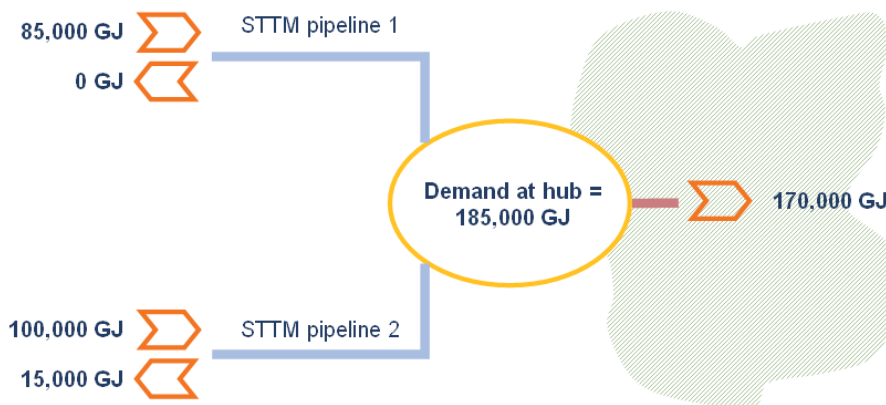 85,000 GJ
STTM pipeline 1
0 GJ
Demand at hub =
185,000 GJ
170,000 GJ
100,000 GJ
STTM pipeline 2
15,000 GJ